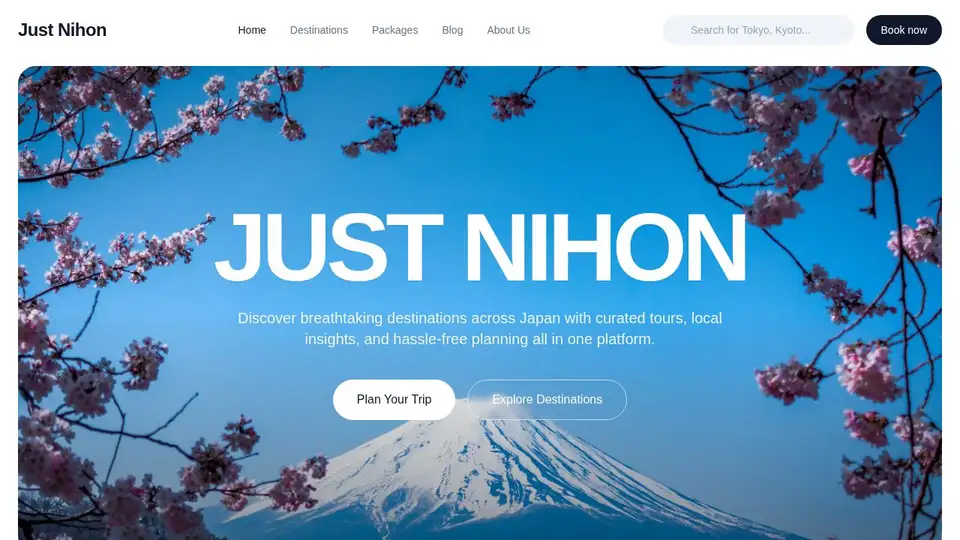 Just Nihon
Home
Destinations
Packages
Blog
About Us
Search for Tokyo, Kyoto...
Book now
JUST NIHON
Discover breathtaking destinations across Japan with curated tours, local
insights, and hassle-free planning all in one platform.
Plan Your Trip
Explore Destinations